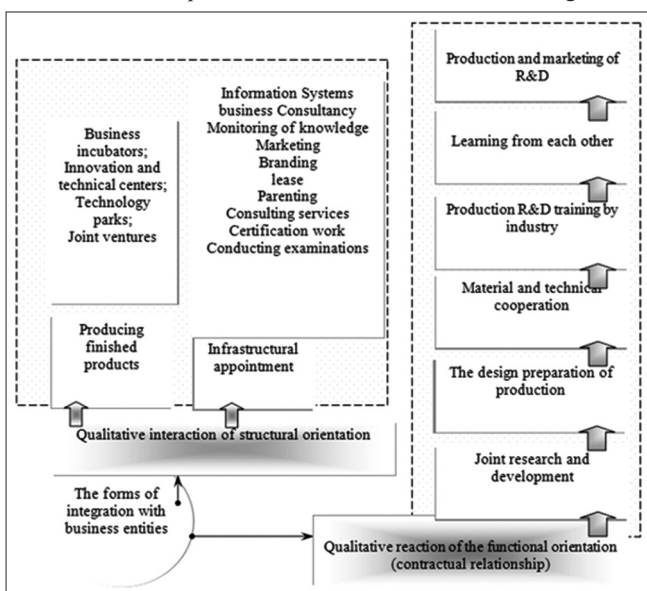 Business
incubators;
Innovation and
technical centers;
Technology
parks;
Joint ventures
Information Systems
business Consultancy
Monitoring of knowledge
Marketing
Branding
lease
Parenting
Consulting services
Certification work
Conducting examinations
Producing
finished
products
Infrastructural
appointment
Qualitative interaction of structural orientation
The forms of
integration with
business entities
Production and marketing of
R&D
Learning from each other
Production R&D training by
industry
Material and technical
cooperation
The design preparation of
production
Joint research and
development
Qualitative reaction of the functional orientation
(contractual relationship)